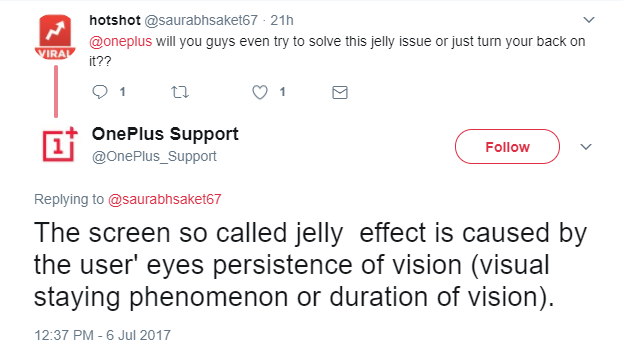 hotshot @saurabhsaket67 · 21h
@oneplus will you guys even try to solve this jelly issue or just turn your back on
it??
VIRAL
1 1
1+ OnePlus Support
@OnePlus_Support
Follow
Replying to @saurabhsaket67
The screen so called jelly  effect is caused by
the user' eyes persistence of vision (visual
staying phenomenon or duration of vision).
12:37 PM - 6 Jul 2017